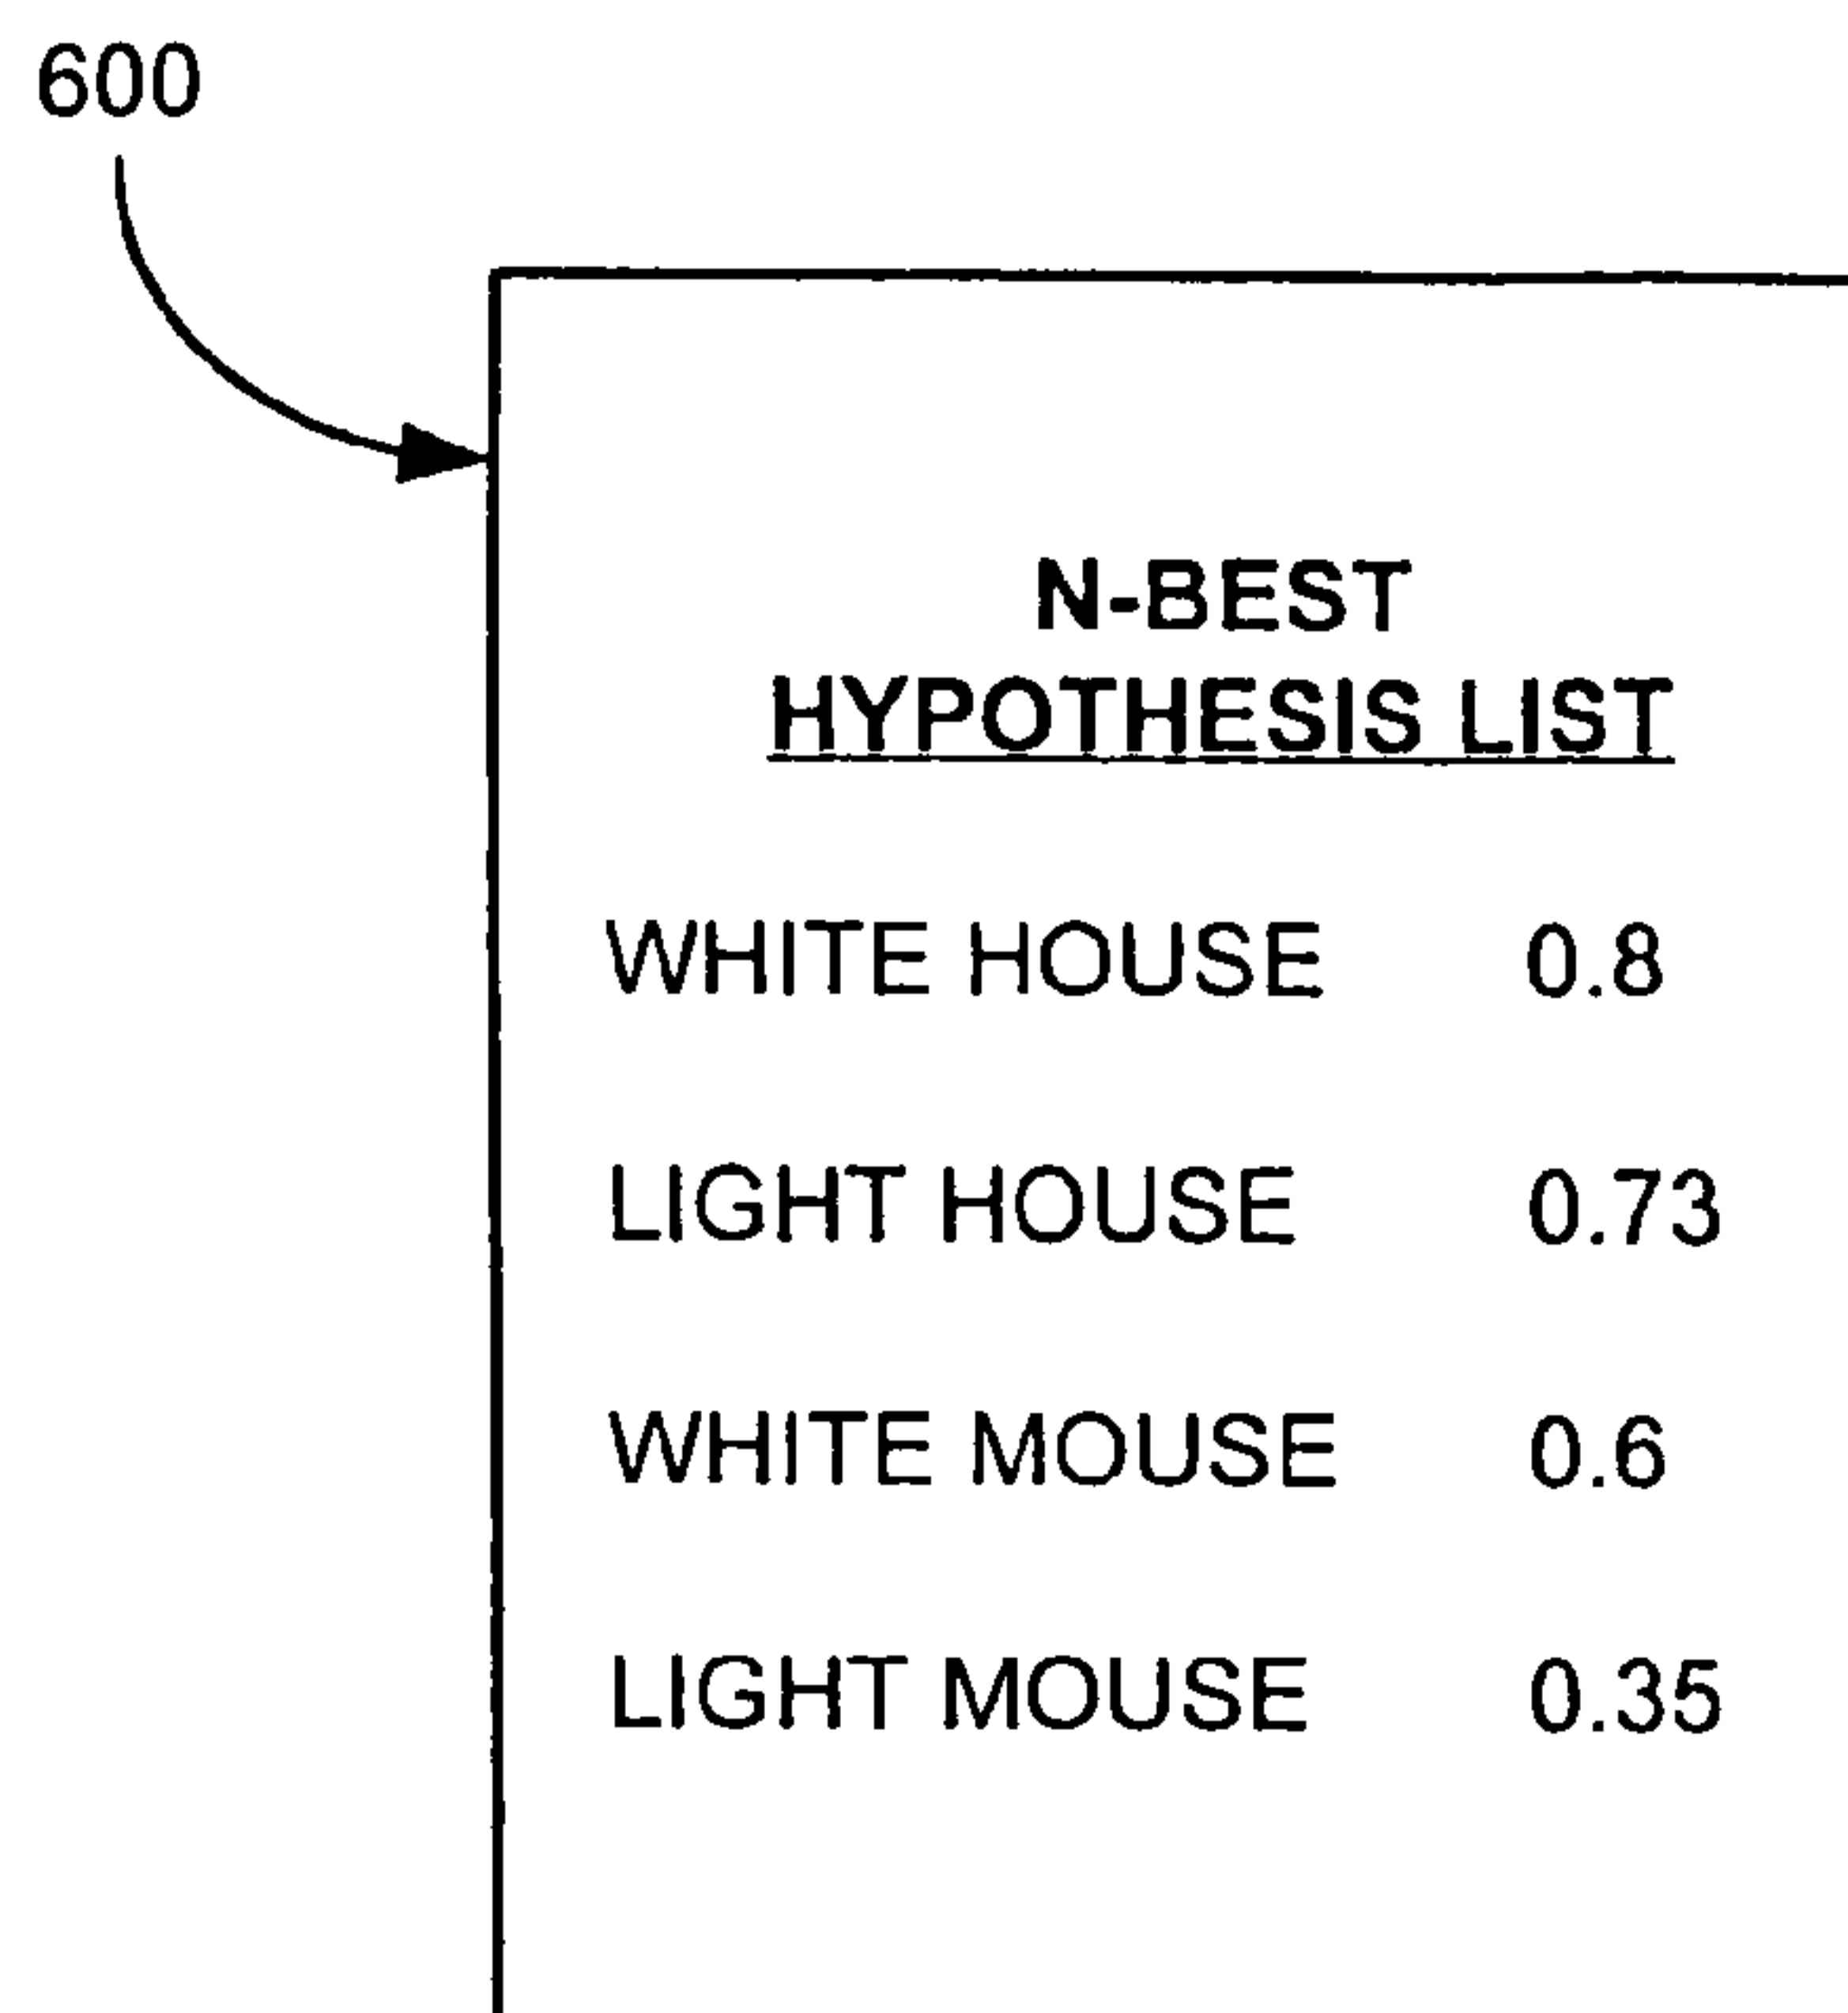 600
N-BEST
HYPOTHESIS LIST
WHITE HOUSE 0.8
LIGHT HOUSE 0.73
WHITE MOUSE 0.6
LIGHT MOUSE 0.35